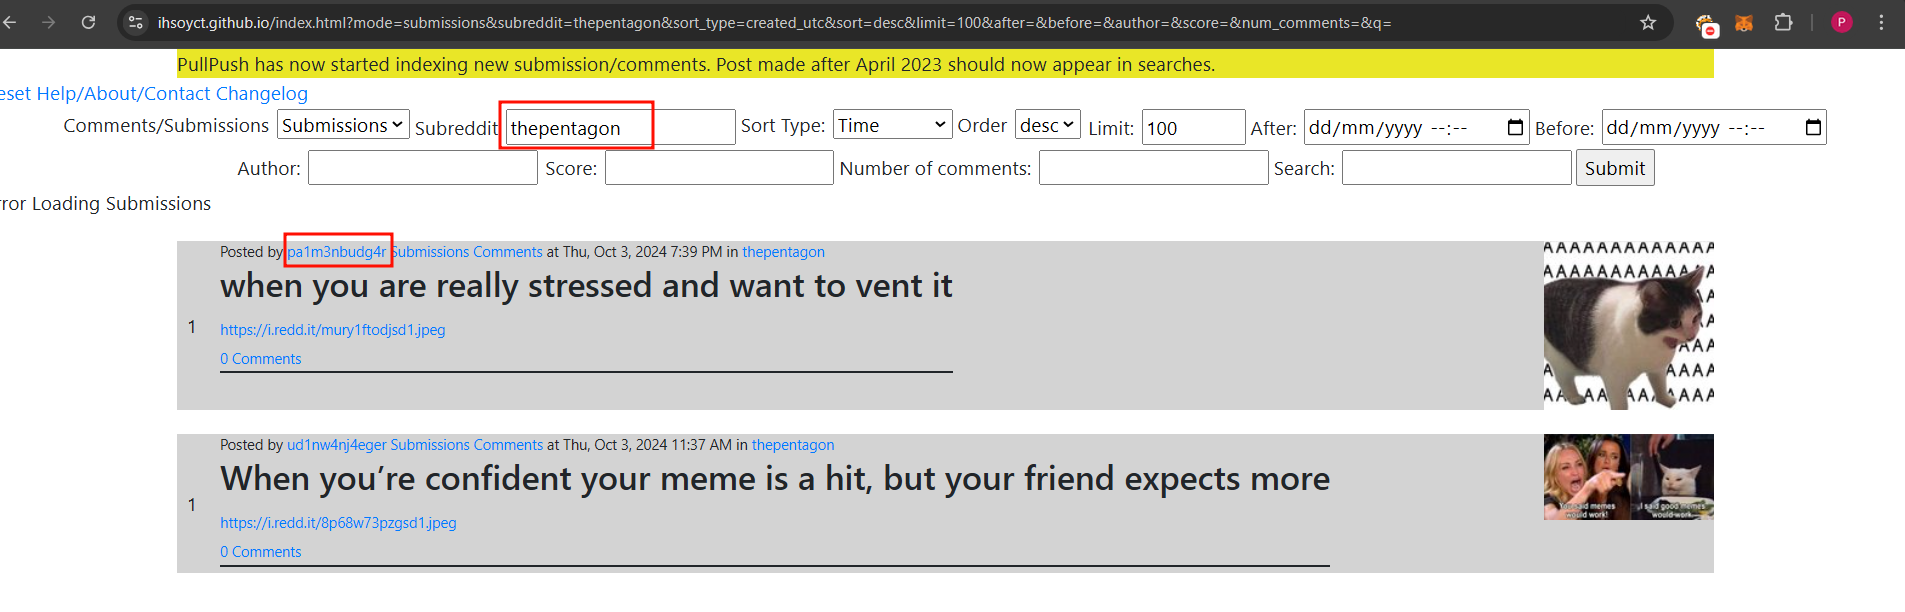 ihsoyct.github.io/index.html?mode=submissions&subreddit=thepentagon&sort_type=created_utc&sort=desc&limit=100&after=&before=&author=&score=&num_comments=&q=
P
PullPush has now started indexing new submission/comments. Post made after April 2023 should now appear in searches.
eset Help/About/Contact Changelog
Comments/Submissions Submissions Subreddit thepentagon Sort Type: Time Order desc Limit: 100 After: dd/mm/yyyy --:-- Before: dd/mm/yyyy --:--
Author: Score: Number of comments: Search: Submit
ror Loading Submissions
Posted by pa1m3nbudg4r Submissions Comments at Thu, Oct 3, 2024 7:39 PM in thepentagon
when you are really stressed and want to vent it
1
https://i.redd.it/mury1ftodjsd1.jpeg
0 Comments
AAAAAAAAAAAA
AAAAAAAAAA
Posted by ud1nw4nj4eger Submissions Comments at Thu, Oct 3, 2024 11:37 AM in thepentagon
When you’re confident your meme is a hit, but your friend expects more
1
https://i.redd.it/8p68w73pzgsd1.jpeg
0 Comments
You said memes
would work!
I said good memes
would work